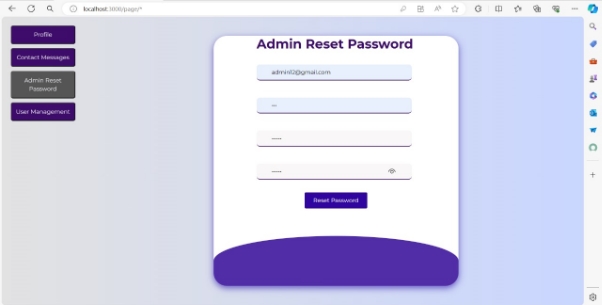 localhost:3000/page/*
Profile
Contact Messages
Admin Reset
Password
User Management
Admin Reset Password
admin12@gmail.com
Reset Password